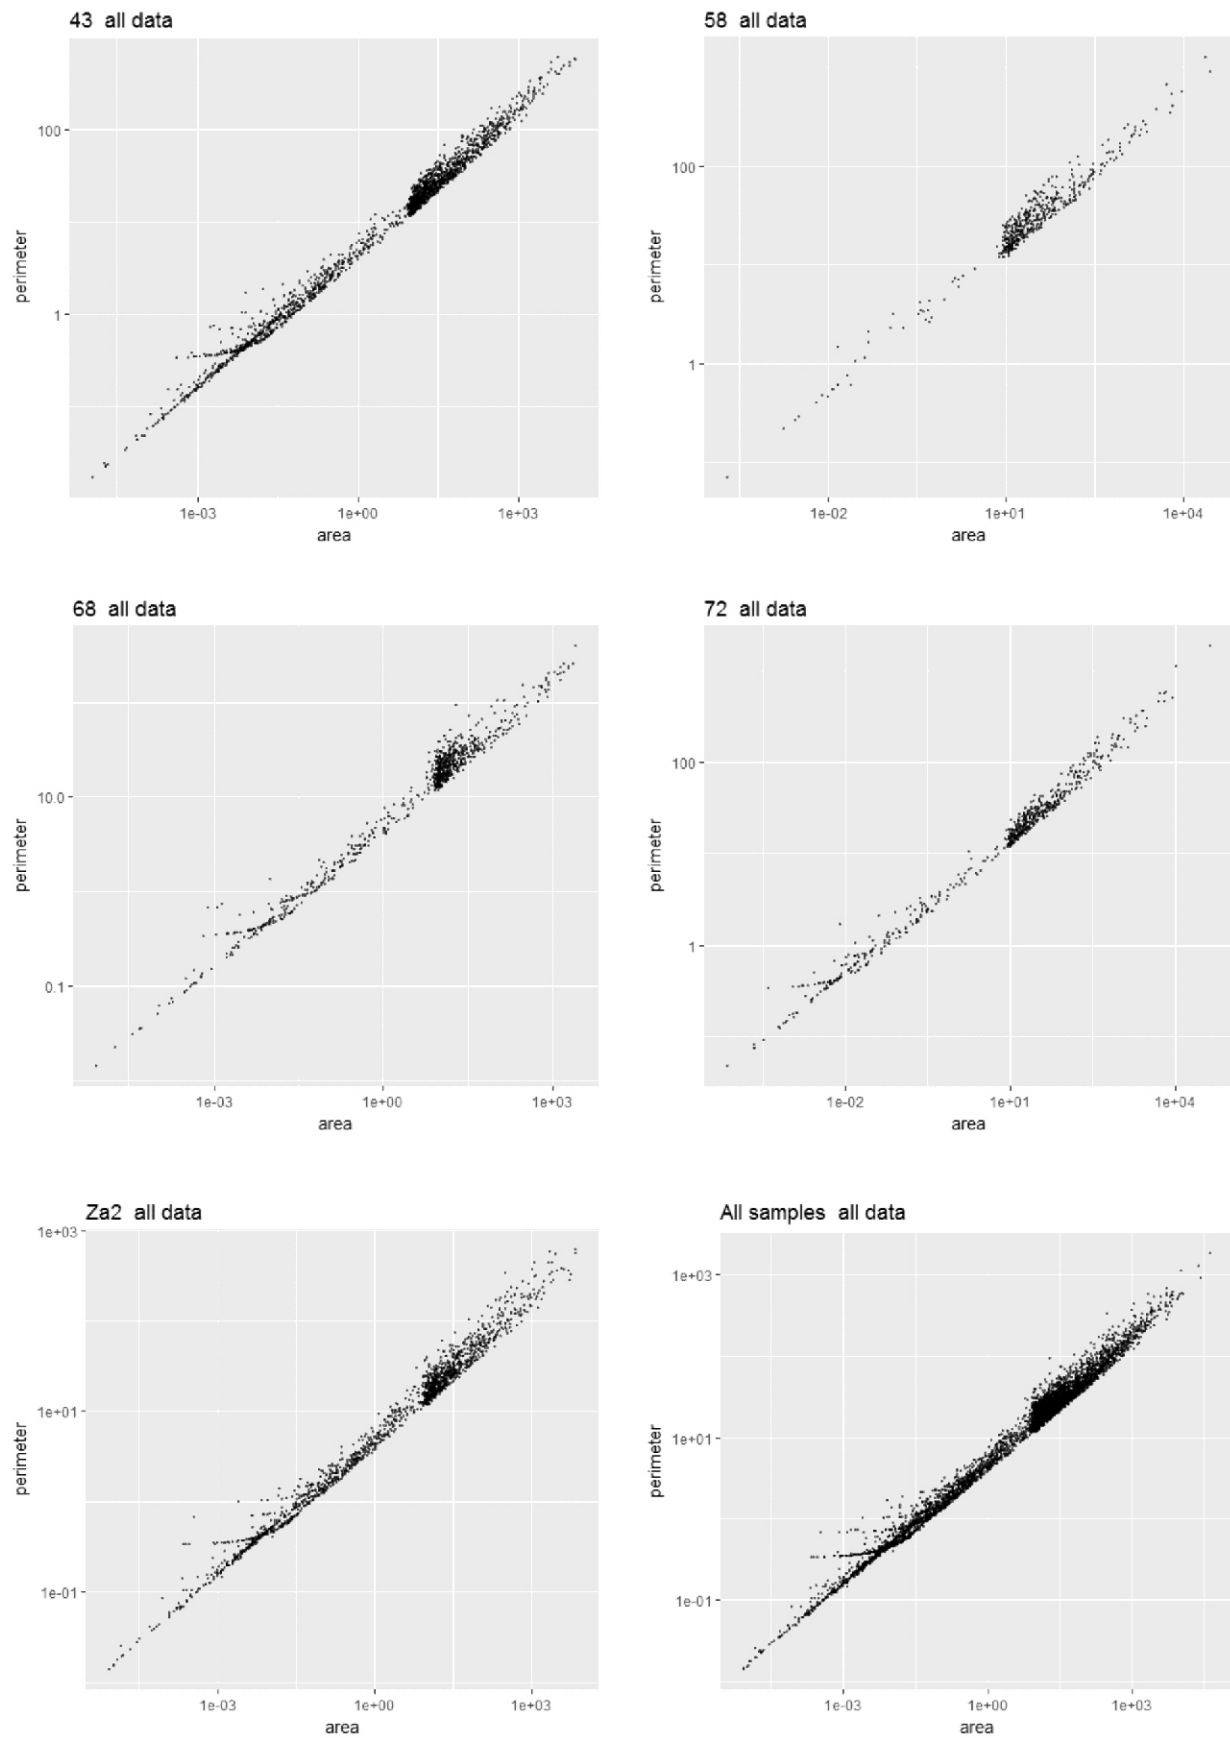 43 all data
perimeter
100
1
1e-03 1e+00 1e+03
area
58 all data
perimeter
100
1
1e-02 1e+01 1e+04
area
68 all data
perimeter
10.0
0.1
1e-03 1e+00 1e+03
area
72 all data
perimeter
100
1
1e-02 1e+01 1e+04
area
Za2 all data
perimeter
1e+03
1e+01
1e-01
1e-03 1e+00 1e+03
area
All samples all data
perimeter
1e+03
1e+01
1e-01
1e-03 1e+00 1e+03
area